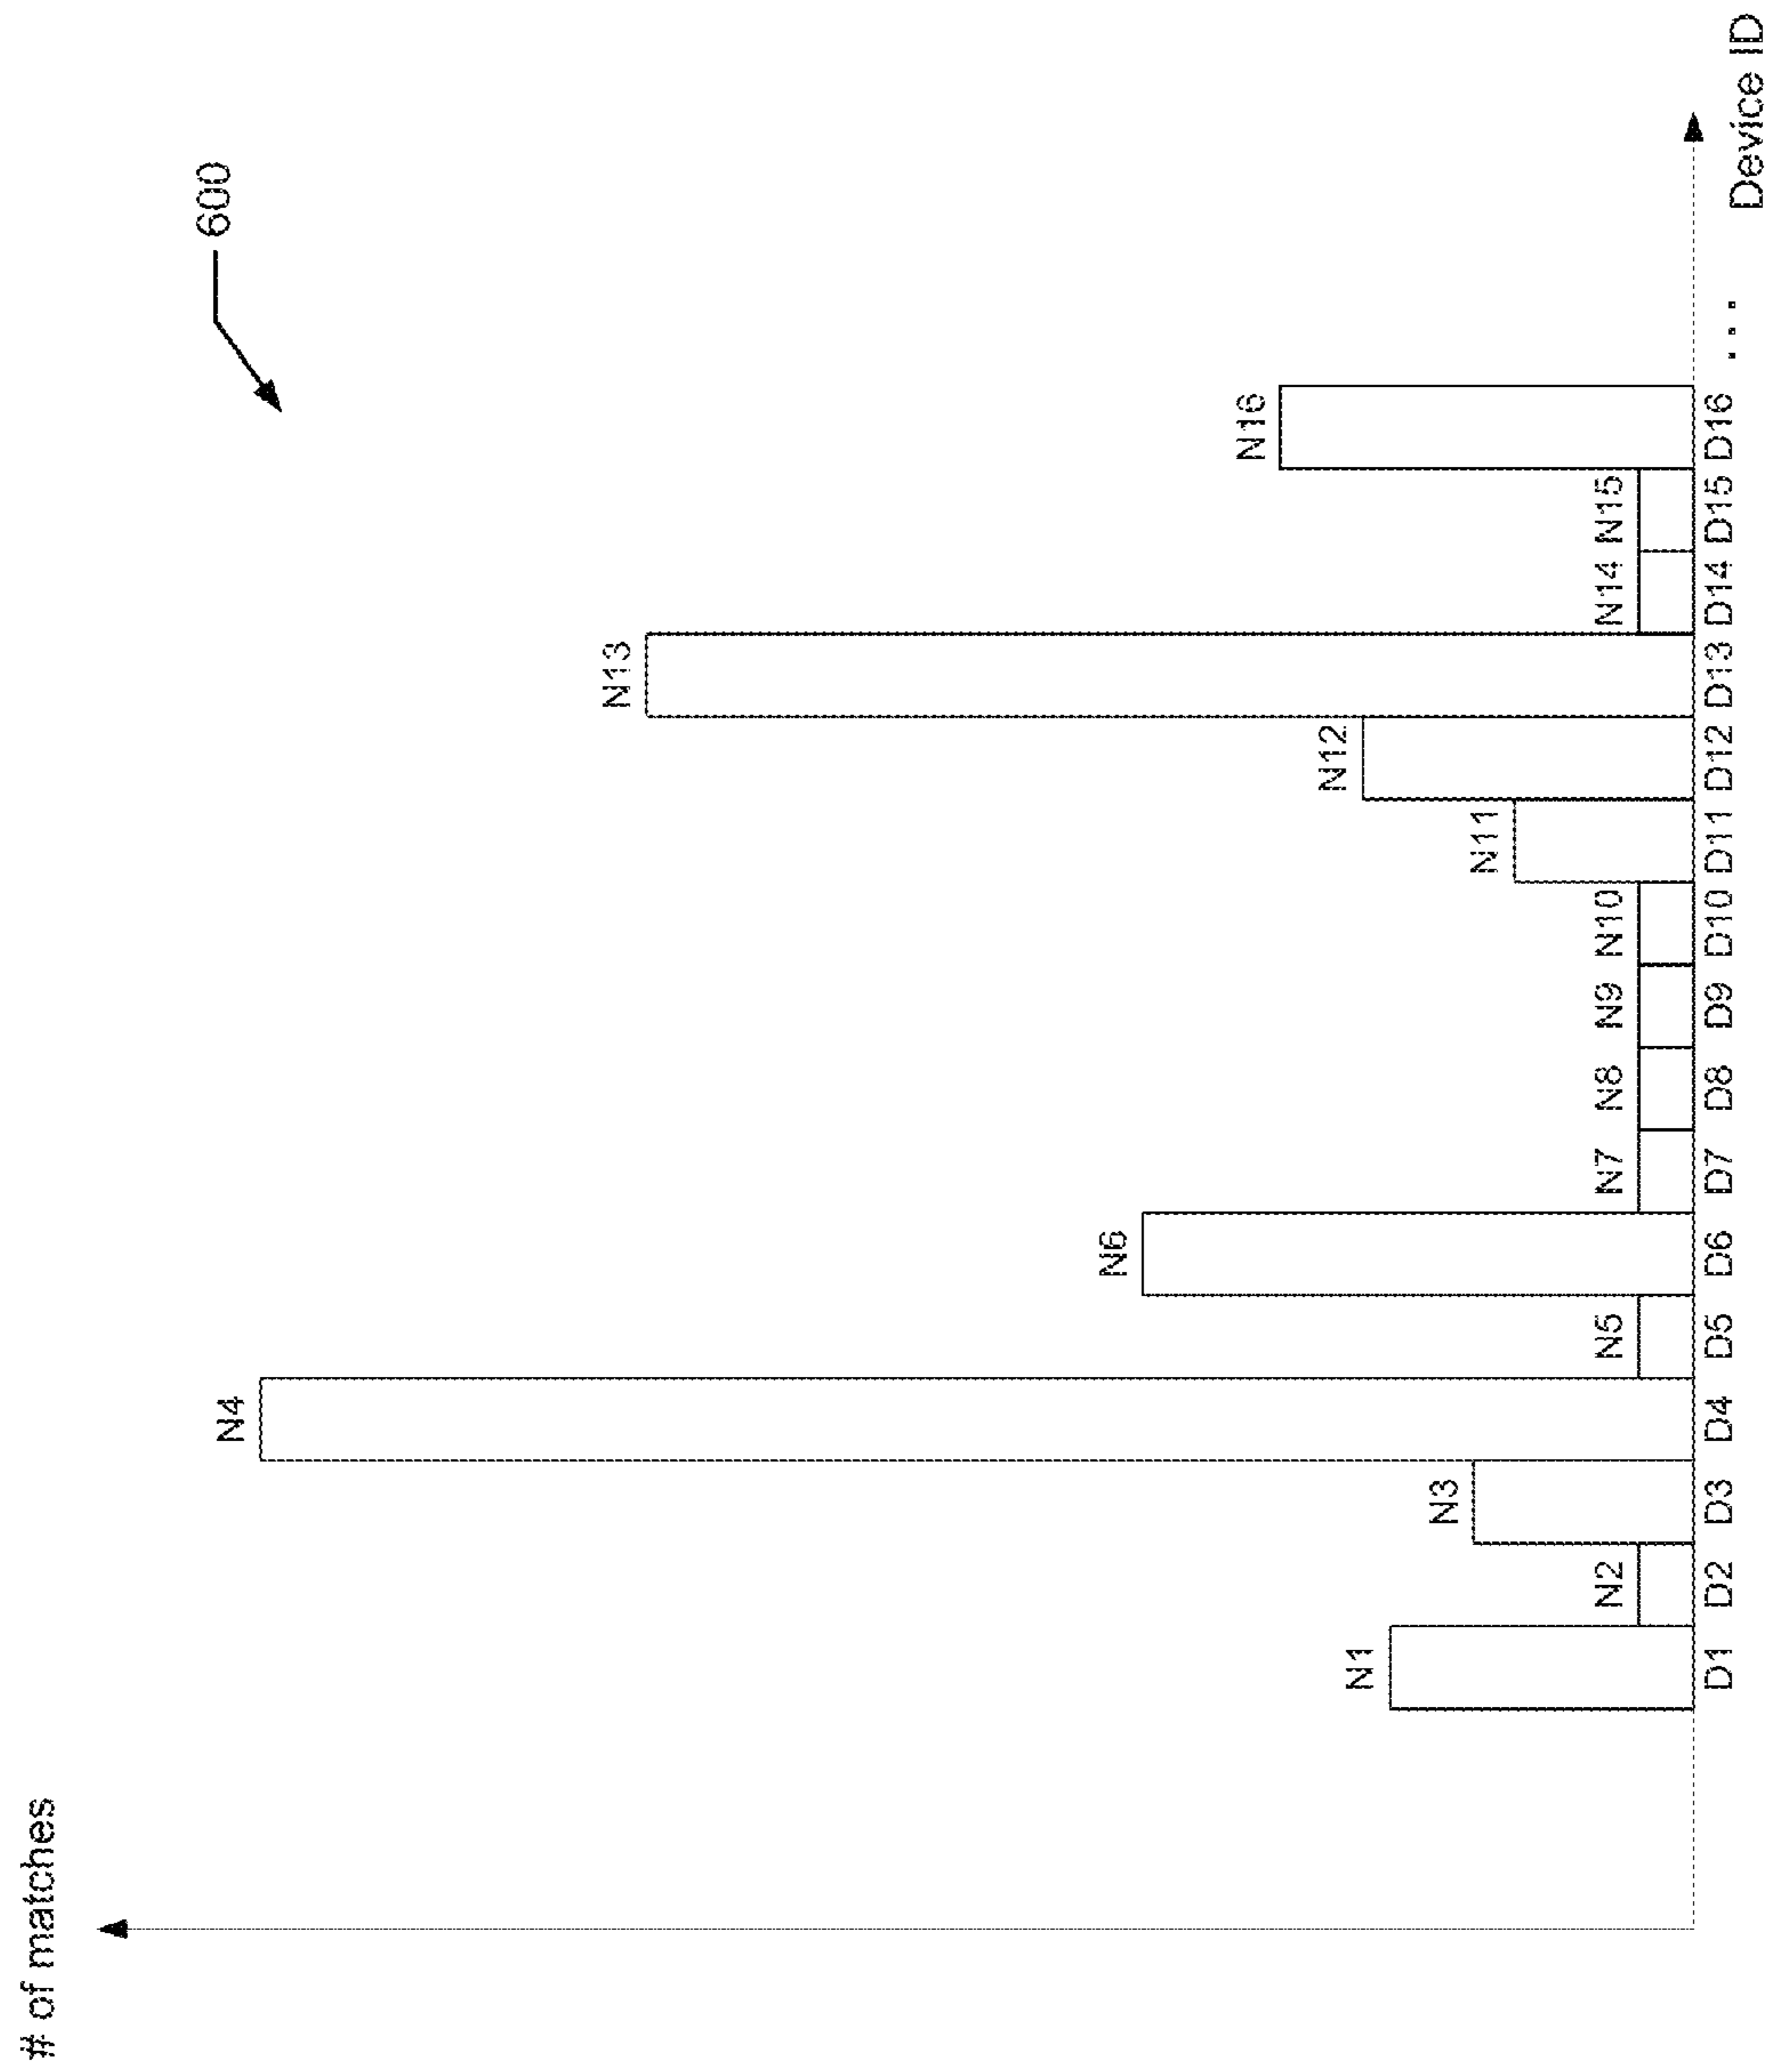 # of matches
600
N1
N2
N3
N4
N5
N6
N7
N8
N9
N10
N11
N12
N13
N14
N15
N16
D1 D2 D3 D4 D5 D6 D7 D8 D9 D10 D11 D12 D13 D14 D15 D16 ...
Device ID